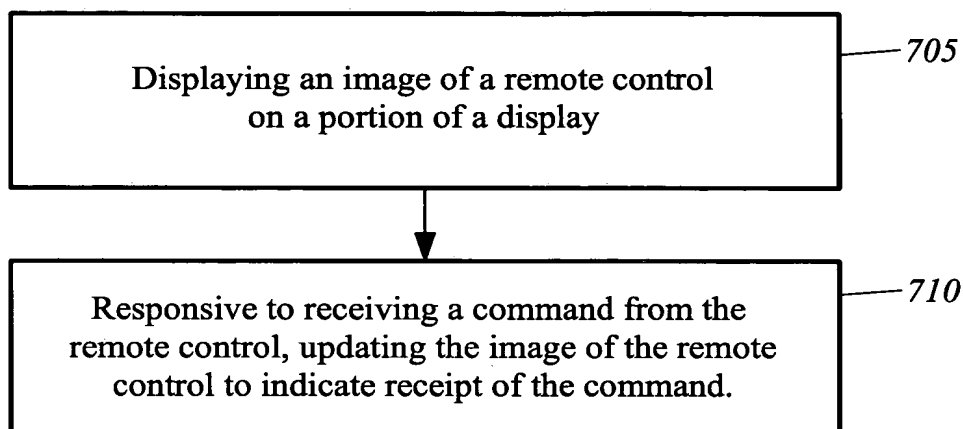 Displaying an image of a remote control
on a portion of a display
705
Responsive to receiving a command from the
remote control, updating the image of the remote
control to indicate receipt of the command.
710